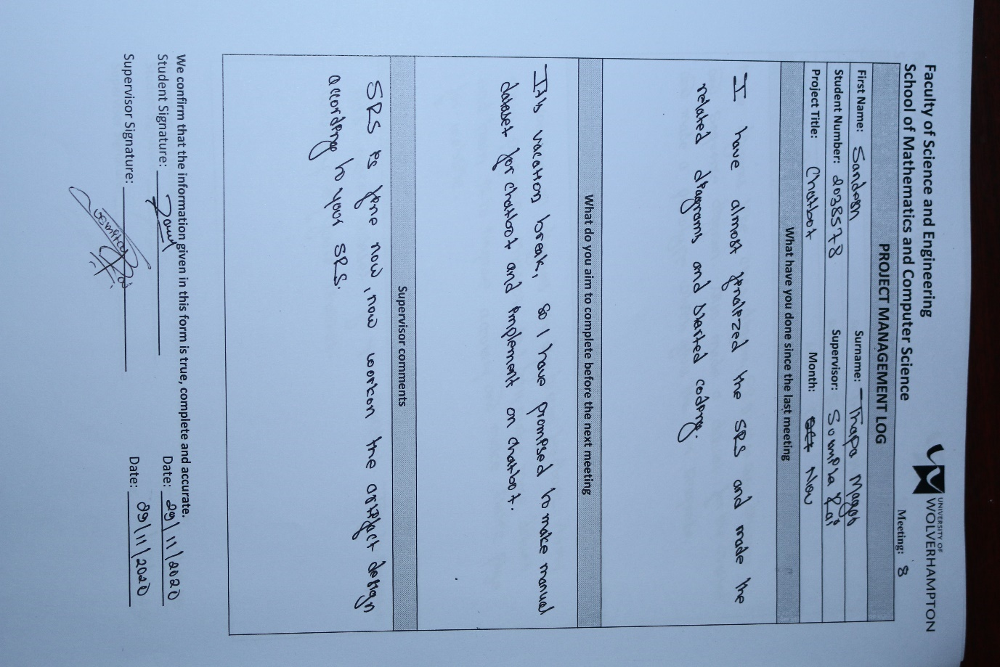 Faculty of Science and Engineering
School of Mathematics and Computer Science
UNIVERSITY OF
WOLVERHAMPTON
Meeting: 8
PROJECT MANAGEMENT LOG
First Name: Sandesh Surname: Thapa Magar
Student Number: 2038578 Supervisor: Rai
Project Title: Chatbot Month: Oct Nov
What have you done since the last meeting
I have almost finalized the SRS and made the
related diagrams and started coding.
What do you aim to complete before the next meeting
It's vacation break, so I have promised to make manual
dataset for chatbot and implement on chatbot.
Supervisor comments
SRS is fine now, now work on the artifact design
according to your SRS.
We confirm that the information given in this form is true, complete and accurate.
Student Signature: Date: 29/11/2020
Supervisor Signature: Date: 29/11/2020